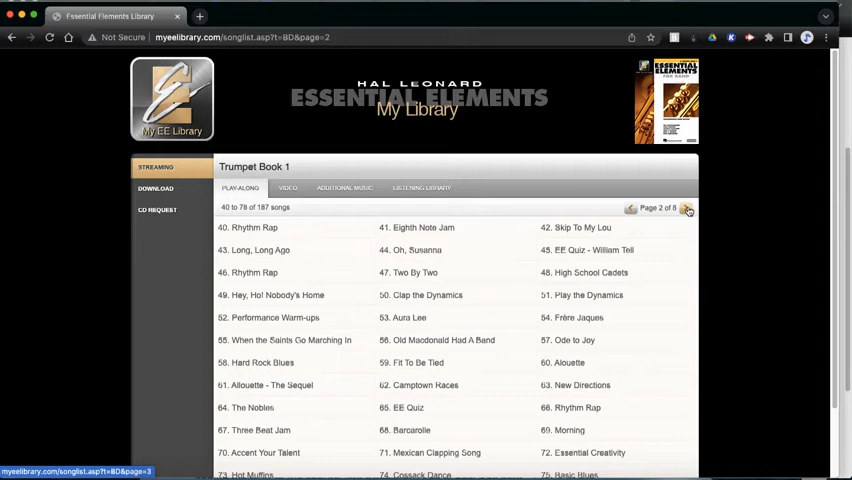 Essential Elements Library
Not Secure myeelibrary.com/songlist.asp?t=BD&page=2
E
My EE Library
HAL LEONARD
ESSENTIAL ELEMENTS
My Library
ESSENTIAL
ELEMENTS
FOR BAND
STREAMING
DOWNLOAD
CD REQUEST
Trumpet Book 1
PLAY-ALONG VIDEO ADDITIONAL MUSIC LISTENING LIBRARY
40 to 78 of 187 songs Page 2 of 5
40. Rhythm Rap 41. Eighth Note Jam 42. Skip To My Lou
43. Long, Long Ago 44. Oh, Susanna 45. EE Quiz - William Tell
46. Rhythm Rap 47. Two By Two 48. High School Cadets
49. Hey, Ho! Nobody's Home 50. Clap the Dynamics 51. Play the Dynamics
52. Performance Warm-ups 53. Aura Lee 54. Frère Jaques
55. When the Saints Go Marching In 56. Old Macdonald Had A Band 57. Ode to Joy
58. Hard Rock Blues 59. Fit To Be Tied 60. Alouette
61. Allouette - The Sequel 62. Camptown Races 63. New Directions
64. The Nobles 65. EE Quiz 66. Rhythm Rap
67. Three Beat Jam 68. Barcarolle 69. Morning
70. Accent Your Talent 71. Mexican Clapping Song 72. Essential Creativity
73. Hot Muffins 74. Cossack Dance 75. Basic Blues
myeelibrary.com/songlist.asp?t=BD&page=3